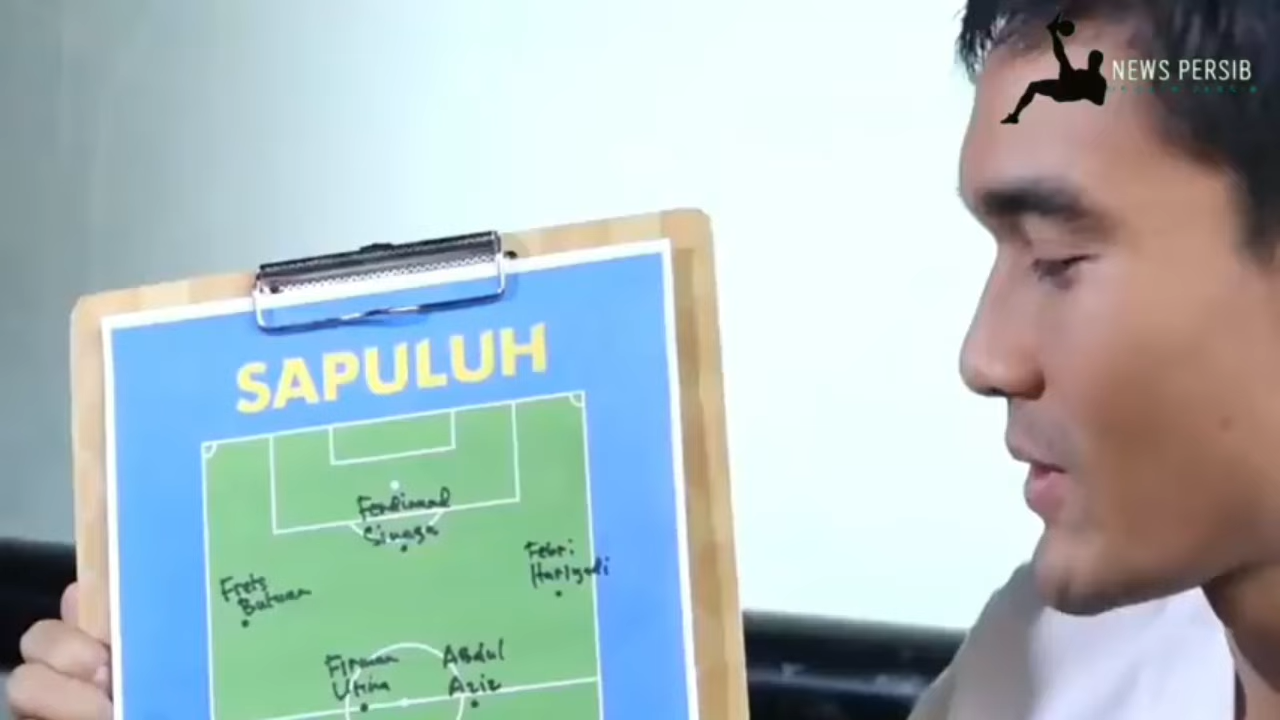 NEWS PERSIB
SAPULUH
Ferdinand
Sinaga
Febri
Hariyadi
Frets
Butuan
Firman
Utina
Abdul
Aziz